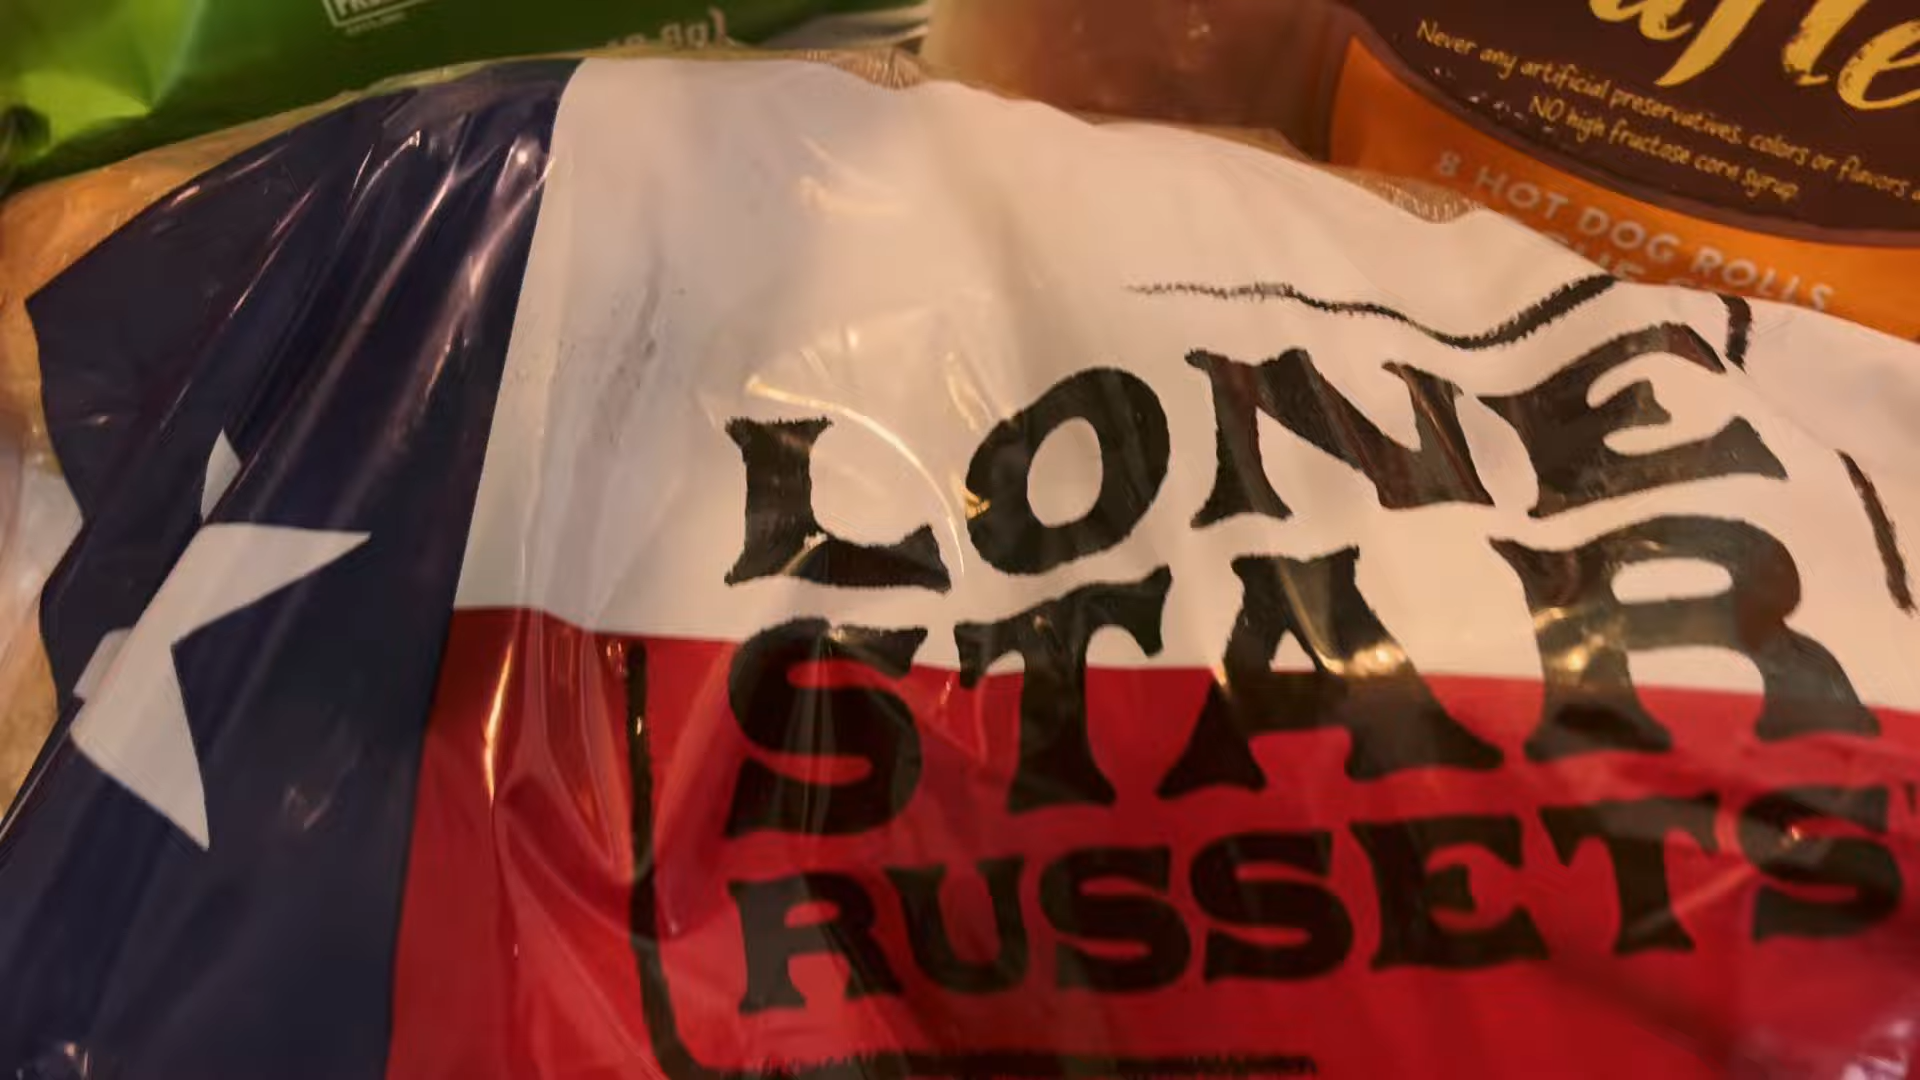 8g)
Never any artificial preservatives, colors or flavors
NO high fructose corn syrup
8 HOT DOG ROLLS
LONE
STAR
RUSSETS